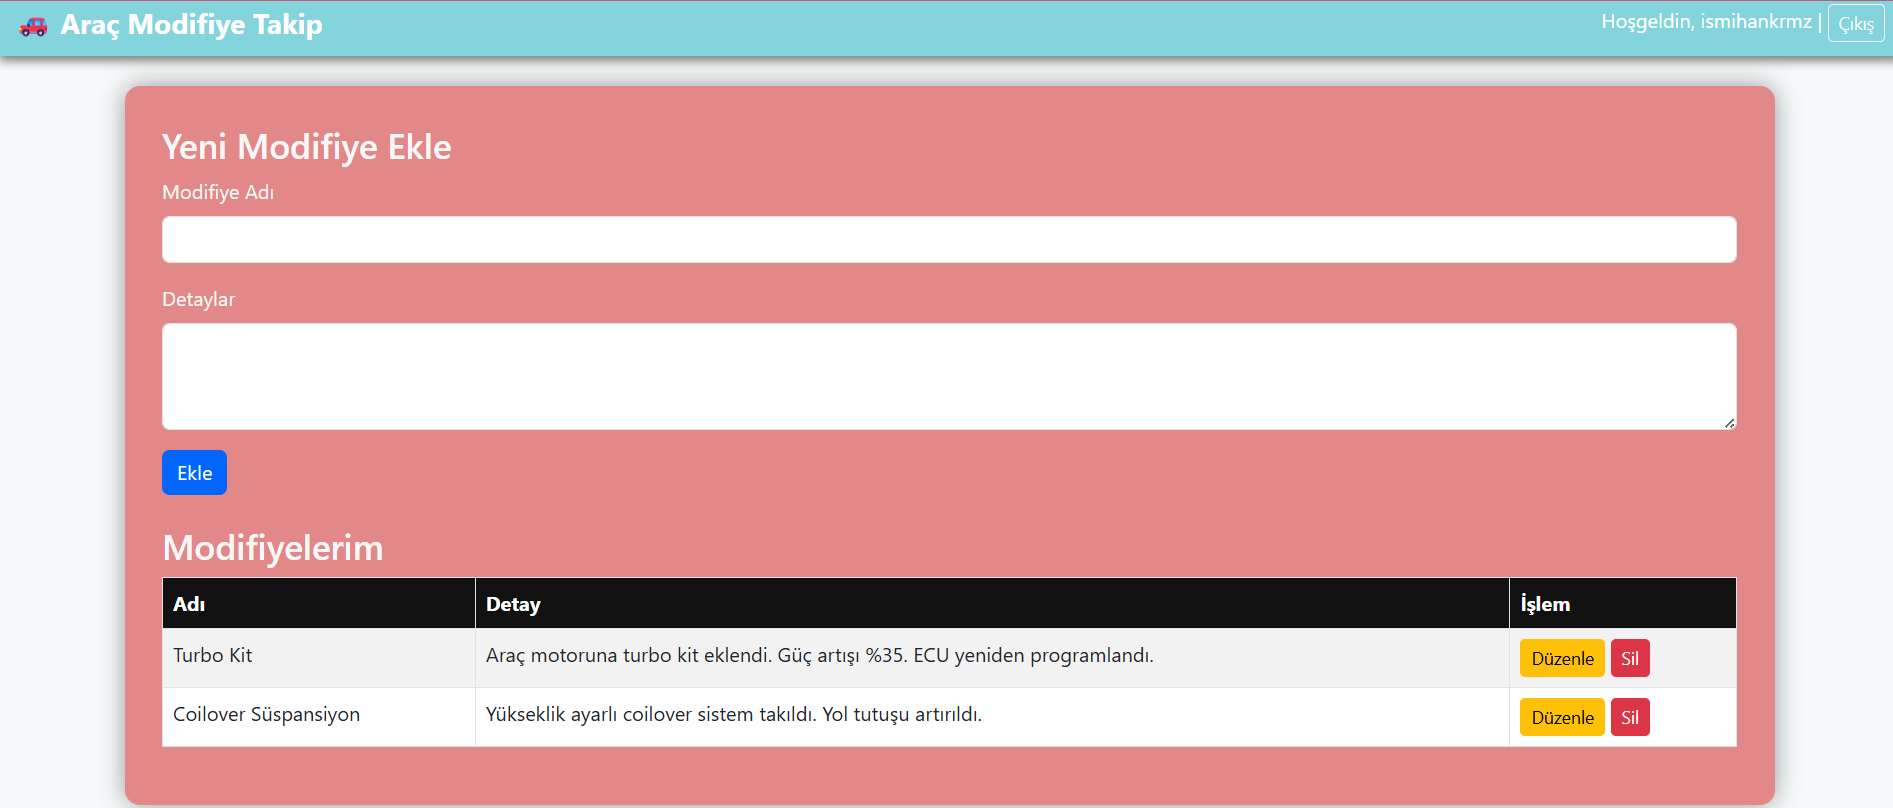 Araç Modifiye Takip
Hoşgeldin, ismihankrmz | Çıkış
Yeni Modifiye Ekle
Modifiye Adı
Detaylar
Ekle
Modifiyelerim
Adı Detay İşlem
Turbo Kit Araç motoruna turbo kit eklendi. Güç artışı %35. ECU yeniden programlandı. Düzenle Sil
Coilover Süspansiyon Yükseklik ayarlı coilover sistem takıldı. Yol tutuşu artırıldı. Düzenle Sil